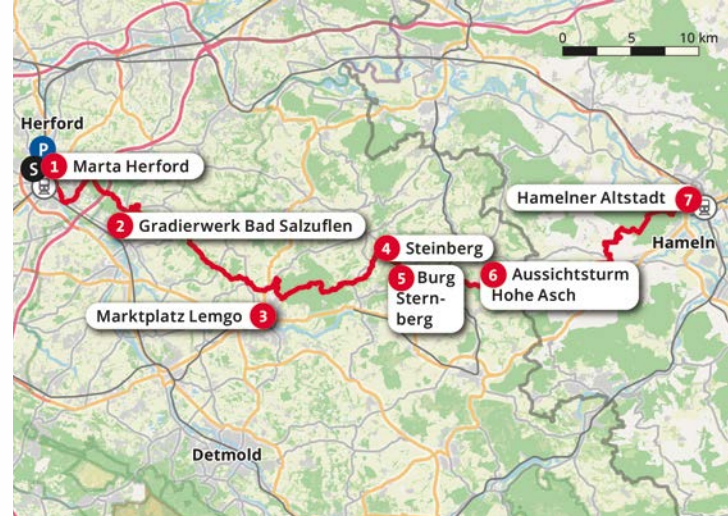 0 5 10 km
Herford
P
S
1 Marta Herford
2 Gradierwerk Bad Salzuflen
Marktplatz Lemgo 3
4 Steinberg
5 Burg
Stern-
berg
6 Aussichtsturm
Hohe Asch
Hamelner Altstadt 7
Hameln
Detmold